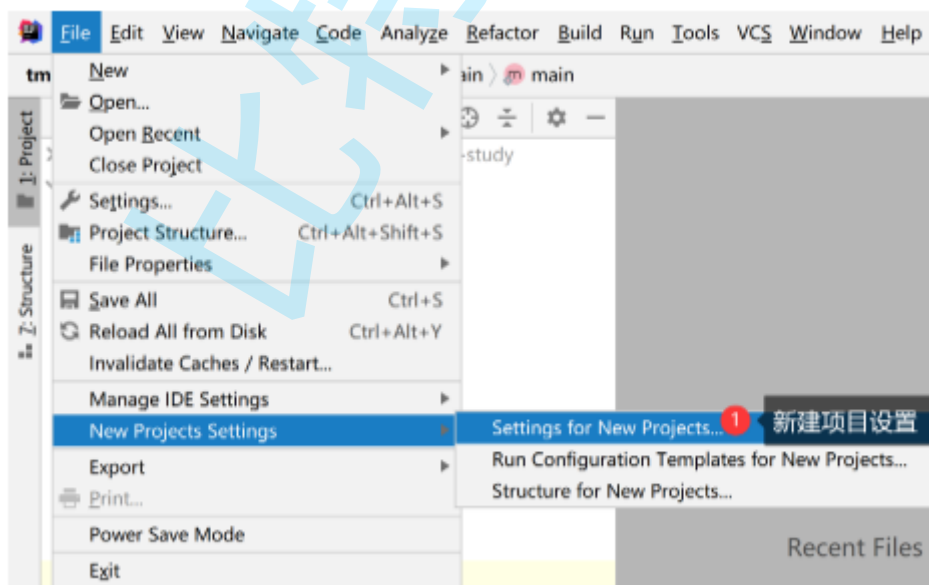 File Edit View Navigate Code Analyze Refactor Build Run Tools VCS Window Help
tm
ain main
New
Open...
Open Recent
-study
Close Project
1: Project
Settings... Ctrl+Alt+S
Project Structure... Ctrl+Alt+Shift+S
File Properties
Z: Structure
Save All Ctrl+S
Reload All from Disk Ctrl+Alt+Y
Invalidate Caches / Restart...
Manage IDE Settings
New Projects Settings
Settings for New Projects... 1 新建项目设置
Export
Run Configuration Templates for New Projects...
Print...
Structure for New Projects...
Power Save Mode
Recent Files
Exit